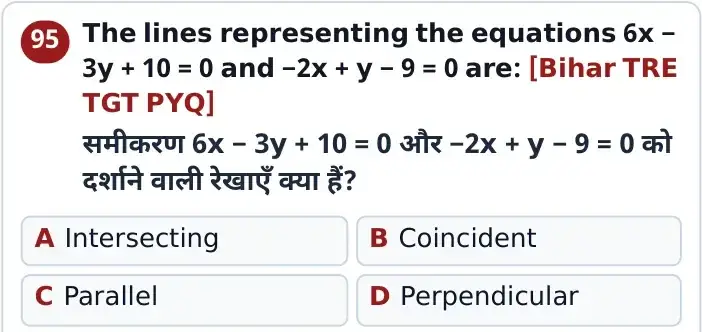 95 The lines representing the equations 6x −
3y + 10 = 0 and −2x + y − 9 = 0 are: [Bihar TRE
TGT PYQ]
समीकरण 6x − 3y + 10 = 0 और −2x + y − 9 = 0 को
दर्शाने वाली रेखाएँ क्या हैं?
A Intersecting
B Coincident
C Parallel
D Perpendicular